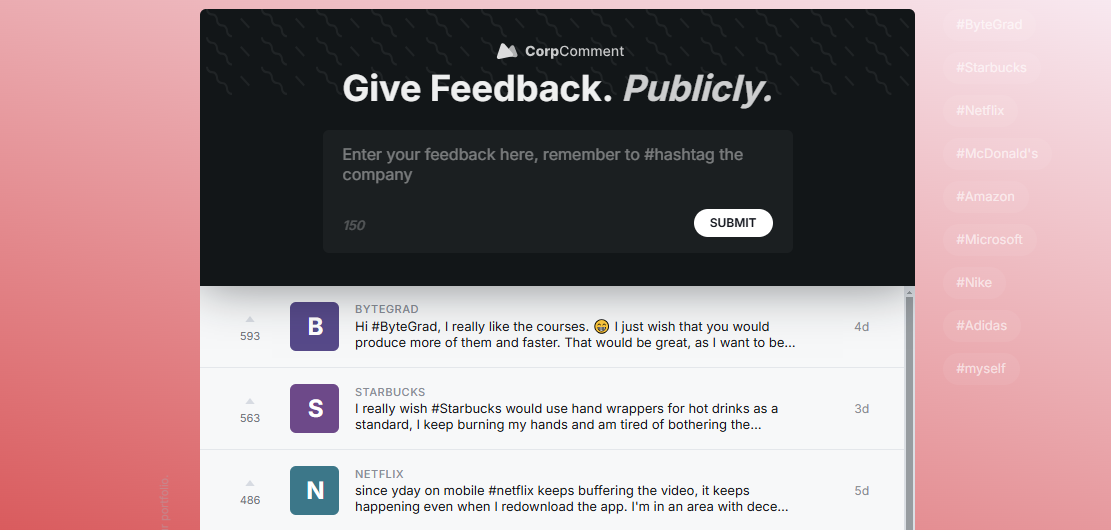 CorpComment
Give Feedback. Publicly.
Enter your feedback here, remember to #hashtag the
company
150
SUBMIT
593
B
BYTEGRAD
Hi #ByteGrad, I really like the courses. 😁 I just wish that you would
produce more of them and faster. That would be great, as I want to be...
4d
563
S
STARBUCKS
I really wish #Starbucks would use hand wrappers for hot drinks as a
standard, I keep burning my hands and am tired of bothering the...
3d
486
N
NETFLIX
since yday on mobile #netflix keeps buffering the video, it keeps
happening even when I redownload the app. I'm in an area with dece...
5d
#ByteGrad
#Starbucks
#Netflix
#McDonald's
#Amazon
#Microsoft
#Nike
#Adidas
#myself
portfolio.